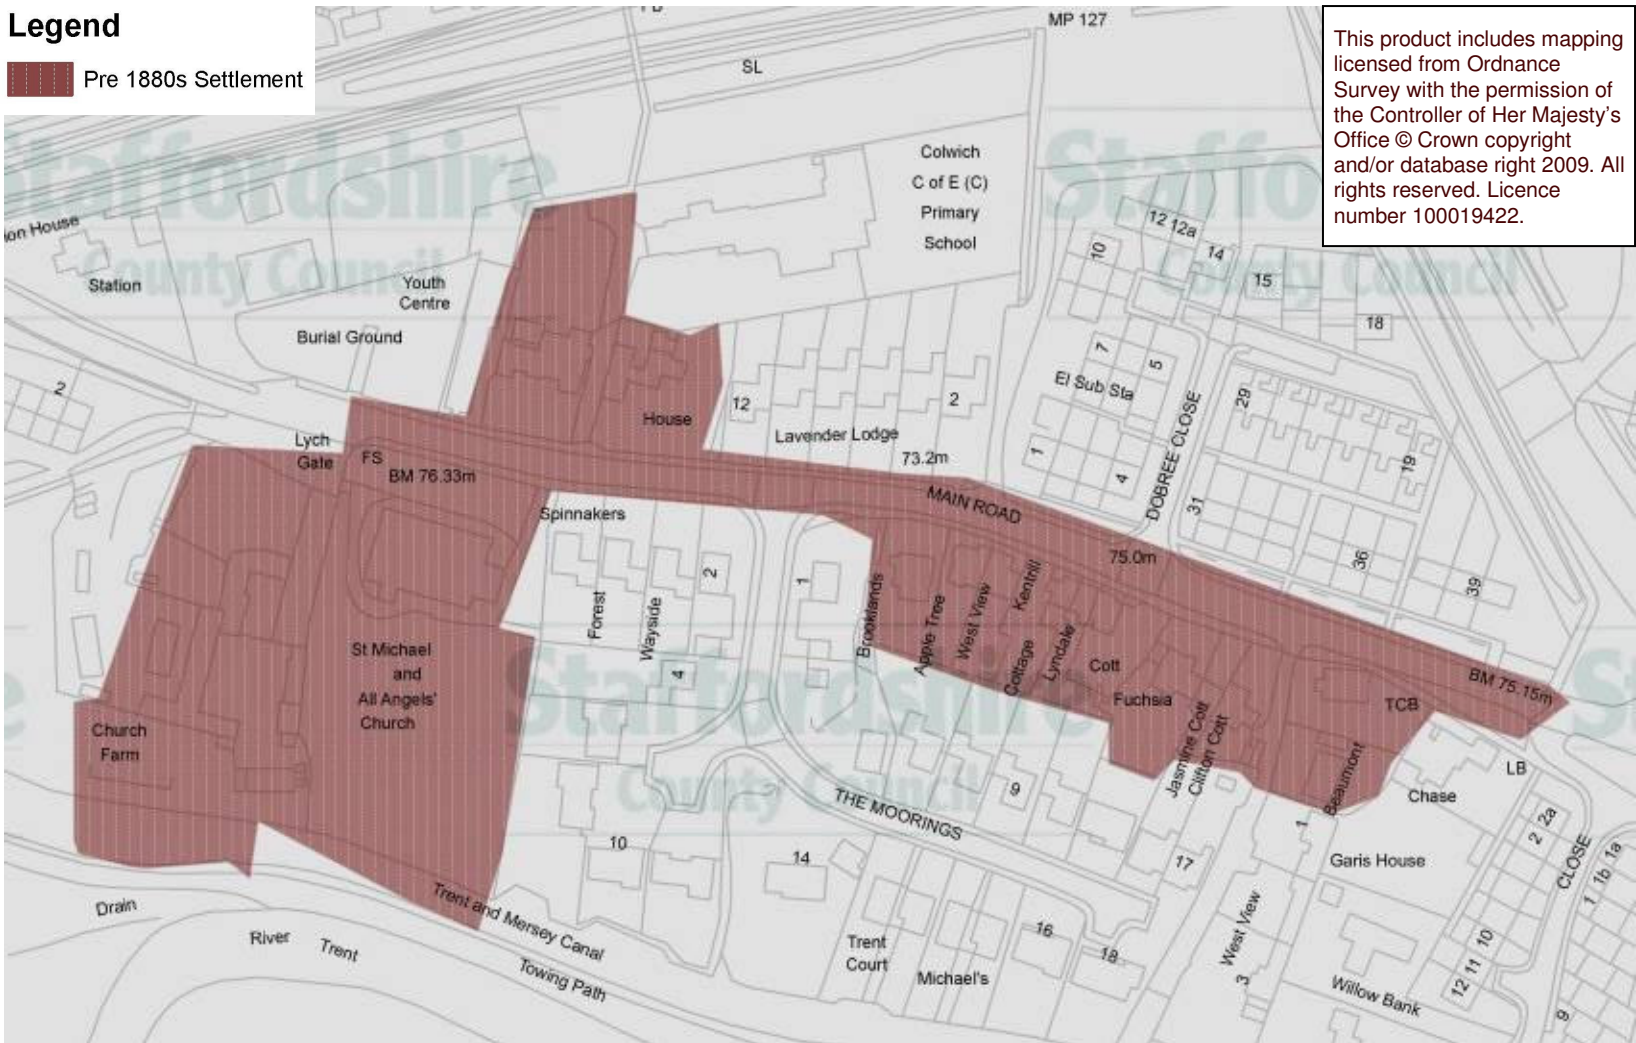 Legend
Pre 1880s Settlement
This product includes mapping
licensed from Ordnance
Survey with the permission of
the Controller of Her Majesty's
Office © Crown copyright
and/or database right 2009. All
rights reserved. Licence
number 100019422.
MP 127
SL
Staffordshire
County Council
Colwich
C of E (C)
Primary
School
Station
Youth
Centre
Burial Ground
2
Lych
Gate
FS
BM 76.33m
House
12
Lavender Lodge
2
73.2m
MAIN ROAD
75.0m
BM 75.15m
10
12 12a
14
15
18
7
5
El Sub Sta
1
4
DOBREE CLOSE
29
19
31
36
39
Spinnakers
Forest
Wayside
2
4
1
Brooklands
Apple Tree
West View
Kentrill
Cottage
Lyndale
Cott
Fuchsia
Jasmine Cott
Clifton Cott
Beaumont
TCB
LB
Chase
St Michael
and
All Angels'
Church
Church
Farm
Staffordshire
County Council
THE MOORINGS
9
10
14
17
16
18
1
Garis House
2 2a
CLOSE
1 1b 1a
West View
3
Trent
Court
Michael's
Willow Bank
12 11 10
9
Drain
River Trent
Trent and Mersey Canal
Towing Path